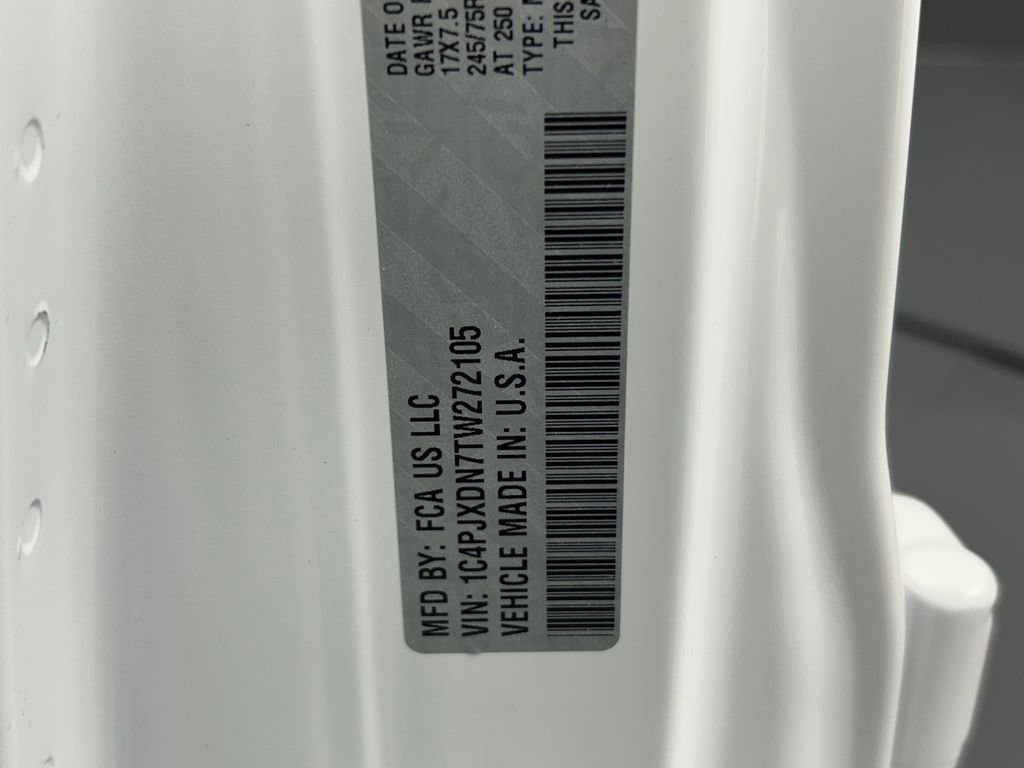 MFD BY: FCA US LLC
DATE O
GAWR
VIN: 1C4PJXDN7TW272105
17X7.5
245/75R
VEHICLE MADE IN: U.S.A.
AT 250
TYPE:
THIS
SA